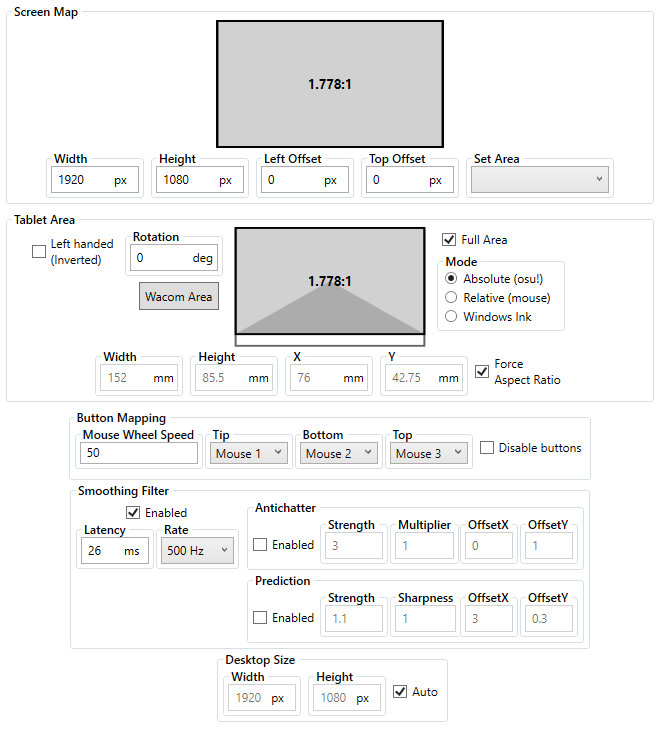 Screen Map
1.778:1
Width Height Left Offset Top Offset Set Area
1920 px 1080 px 0 px 0 px
Tablet Area
Left handed
(Inverted)
Rotation
0 deg
Wacom Area
1.778:1
Full Area
Mode
Absolute (osu!)
Relative (mouse)
Windows Ink
Width Height X Y
152 mm 85.5 mm 76 mm 42.75 mm
Force
Aspect Ratio
Button Mapping
Mouse Wheel Speed Tip Bottom Top
50 Mouse 1 Mouse 2 Mouse 3 Disable buttons
Smoothing Filter
Enabled
Latency Rate
26 ms 500 Hz
Antichatter
Strength Multiplier OffsetX OffsetY
Enabled 3 1 0 1
Prediction
Strength Sharpness OffsetX OffsetY
Enabled 1.1 1 3 0.3
Desktop Size
Width Height
1920 px 1080 px Auto